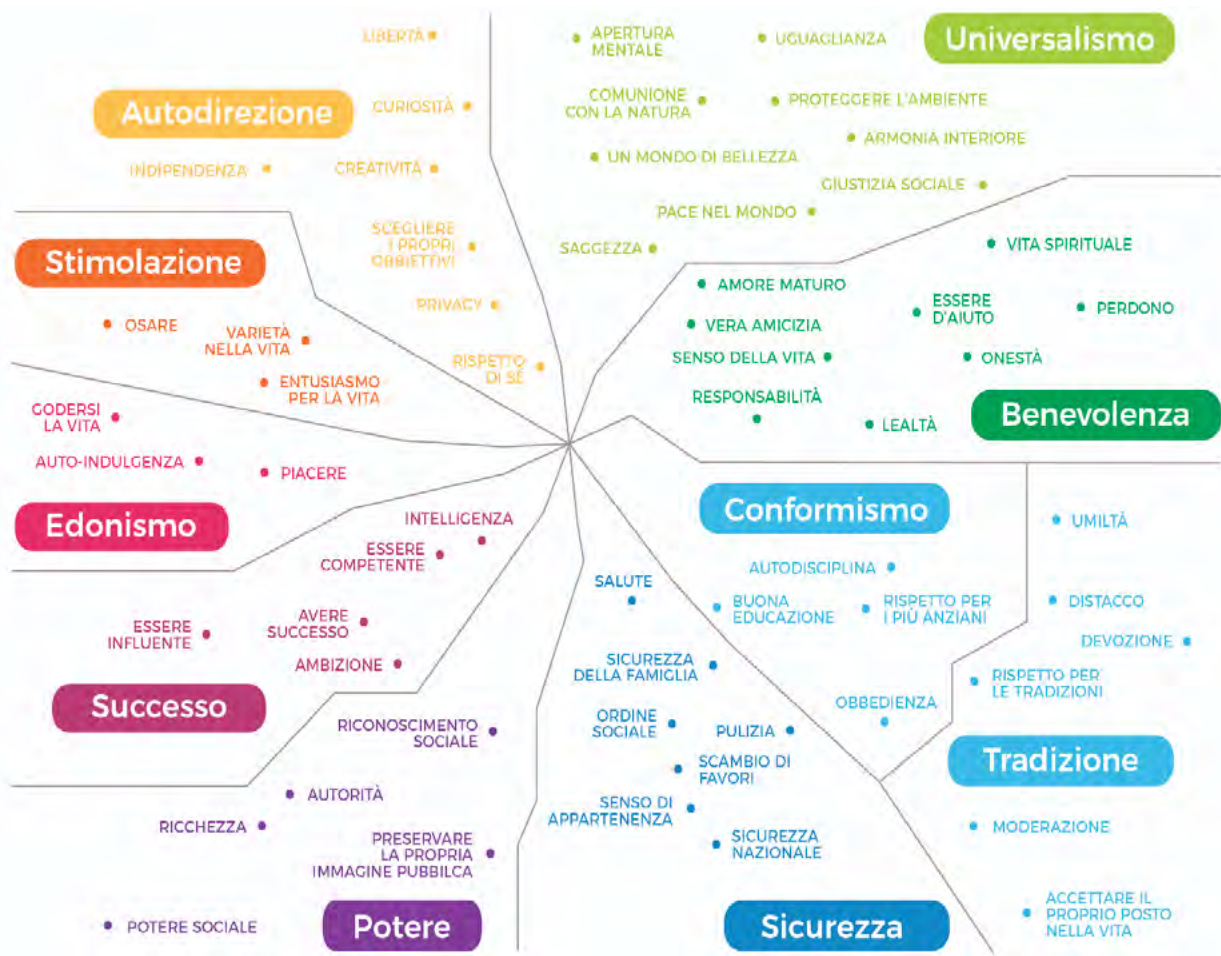 Autodirezione
LIBERTÀ
CURIOSITÀ
INDIPENDENZA
CREATIVITÀ
SCEGLIERE
I PROPRI
OBBIETTIVI
PRIVACY
RISPETTO
DI SÈ
Universalismo
APERTURA
MENTALE
UGUAGLIANZA
COMUNIONE
CON LA NATURA
PROTEGGERE L'AMBIENTE
ARMONIA INTERIORE
UN MONDO DI BELLEZZA
GIUSTIZIA SOCIALE
PACE NEL MONDO
SAGGEZZA
Stimolazione
OSARE
VARIETÀ
NELLA VITA
ENTUSIASMO
PER LA VITA
VITA SPIRITUALE
AMORE MATURO
ESSERE
D'AIUTO
PERDONO
VERA AMICIZIA
SENSO DELLA VITA
ONESTÀ
RESPONSABILITÀ
LEALTÀ
Benevolenza
GODERSI
LA VITA
AUTO-INDULGENZA
PIACERE
Edonismo
Conformismo
AUTODISCIPLINA
BUONA
EDUCAZIONE
RISPETTO PER
I PIÙ ANZIANI
OBBEDIENZA
UMILTÀ
DISTACCO
DEVOZIONE
RISPETTO PER
LE TRADIZIONI
Tradizione
MODERAZIONE
ACCETTARE IL
PROPRIO POSTO
NELLA VITA
INTELLIGENZA
ESSERE
COMPETENTE
ESSERE
INFLUENTE
AVERE
SUCCESSO
AMBIZIONE
Successo
SALUTE
SICUREZZA
DELLA FAMIGLIA
ORDINE
SOCIALE
PULIZIA
SCAMBIO DI
FAVORI
SENSO DI
APPARTENENZA
SICUREZZA
NAZIONALE
Sicurezza
RICONOSCIMENTO
SOCIALE
AUTORITÀ
RICCHEZZA
PRESERVARE
LA PROPRIA
IMMAGINE PUBBILCA
POTERE SOCIALE
Potere